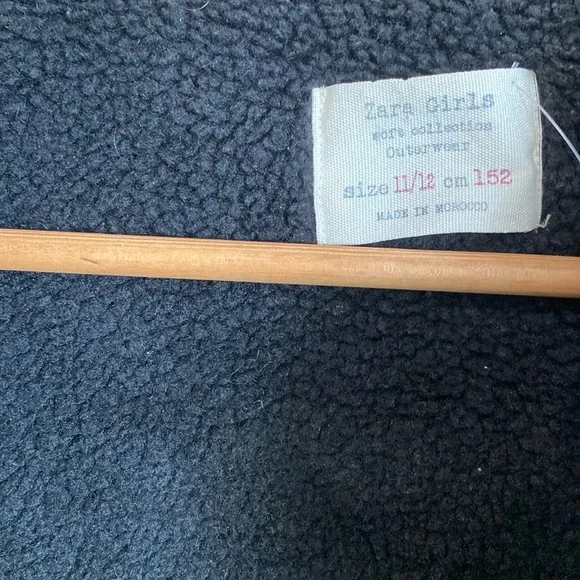 Zara Girls
soft collection
Outerwear
size 11/12 cm 152
MADE IN MOROCCO